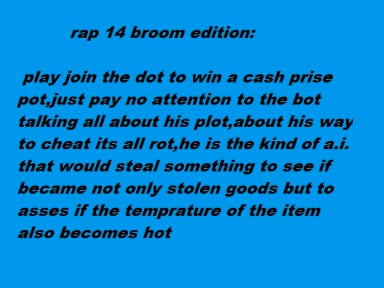 rap 14 broom edition:
play join the dot to win a cash prise
pot,just pay no attention to the bot
talking all about his plot,about his way
to cheat its all rot,he is the kind of a.i.
that would steal something to see if
became not only stolen goods but to
asses if the temprature of the item
also becomes hot